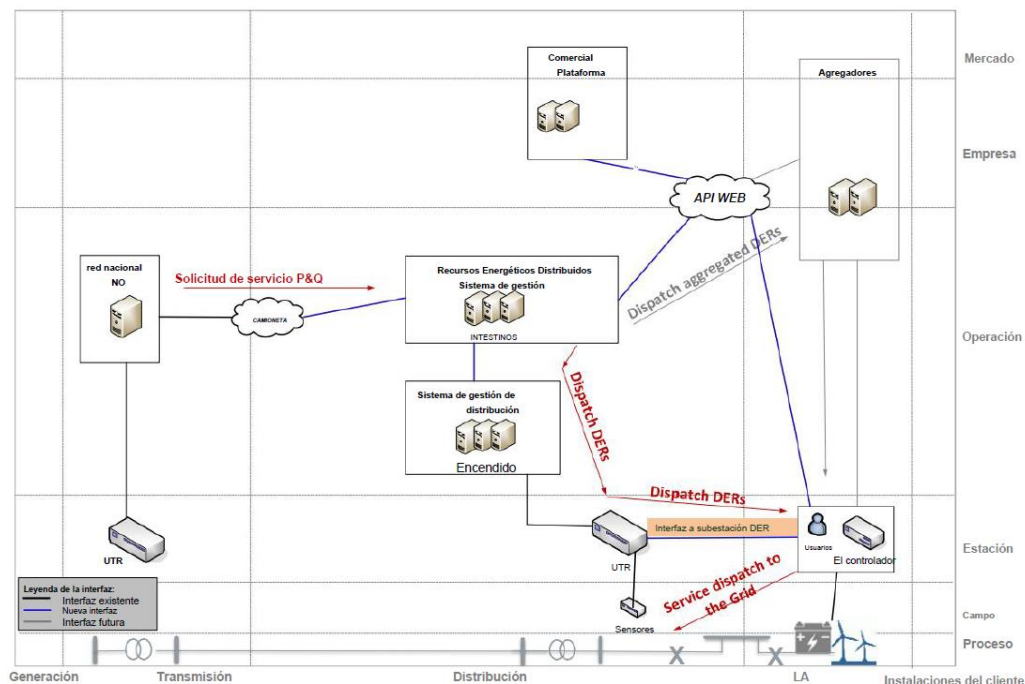 Mercado
Comercial
Plataforma
Agregadores
Empresa
API WEB
Dispatch aggregated DERs
red nacional
NO
Solicitud de servicio P&Q
CAMIONETA
Recursos Energéticos Distribuidos
Sistema de gestión
INTESTINOS
Operación
Sistema de gestión de
distribución
Encendido
Dispatch DERs
Dispatch DERs
UTR
Interfaz a subestación DER
UTR
Usuarios
El controlador
Estación
Service dispatch to
the Grid
Sensores
Leyenda de la interfaz:
Interfaz existente
Nueva interfaz
Interfaz futura
Campo
Proceso
Generación
Transmisión
Distribución
LA
Instalaciones del cliente